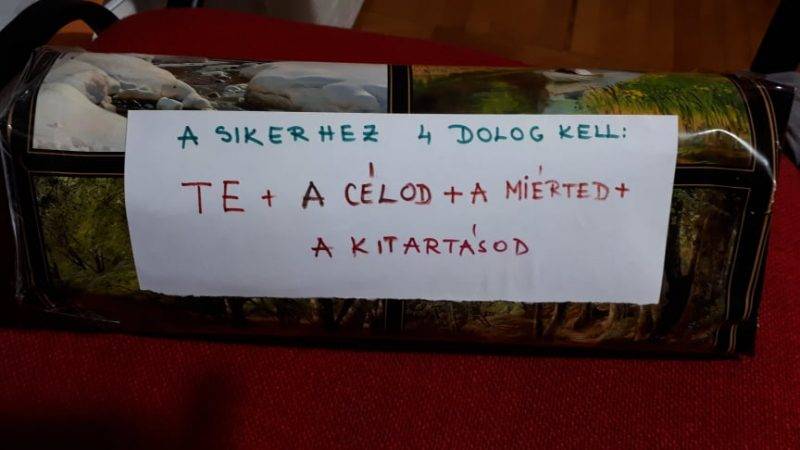 A SIKERHEZ 4 DOLOG KELL:
TE + A CÉLOD + A MIÉRTED +
A KITARTÁSOD